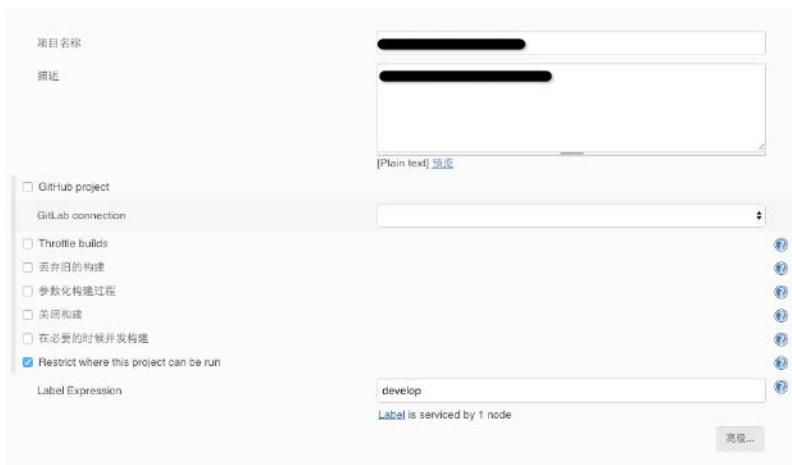 项目名称
描述
[Plain text] 预览
GitHub project
GitLab connection
Throttle builds
丢弃旧的构建
参数化构建过程
关闭构建
在必要的时候并发构建
Restrict where this project can be run
Label Expression
develop
Label is serviced by 1 node
高级...